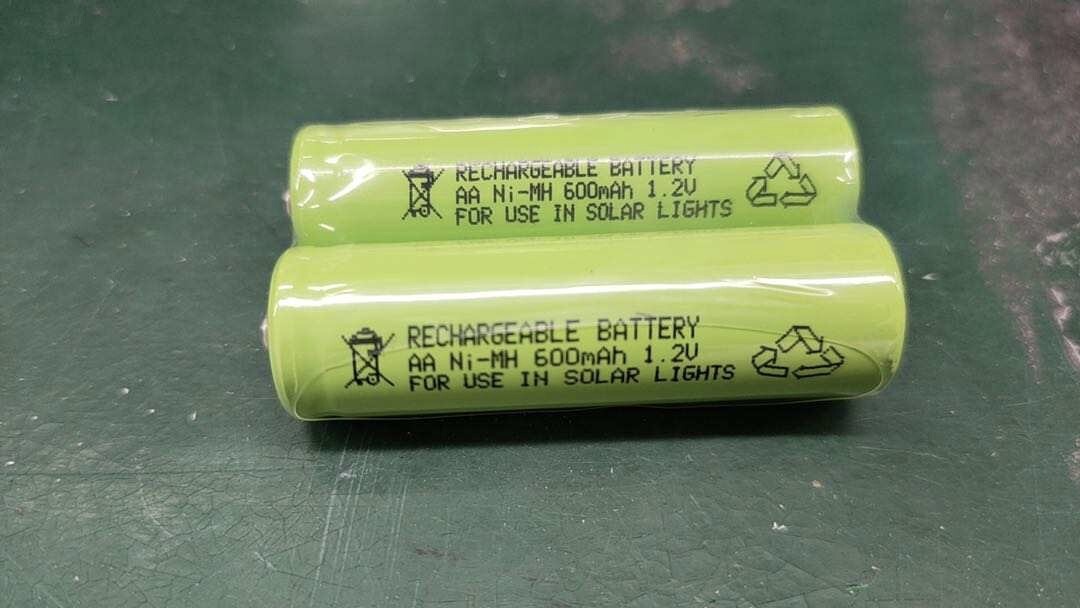 RECHARGEABLE BATTERY
AA Ni-MH 600mAh 1.2V
FOR USE IN SOLAR LIGHTS
RECHARGEABLE BATTERY
AA Ni-MH 600mAh 1.2V
FOR USE IN SOLAR LIGHTS